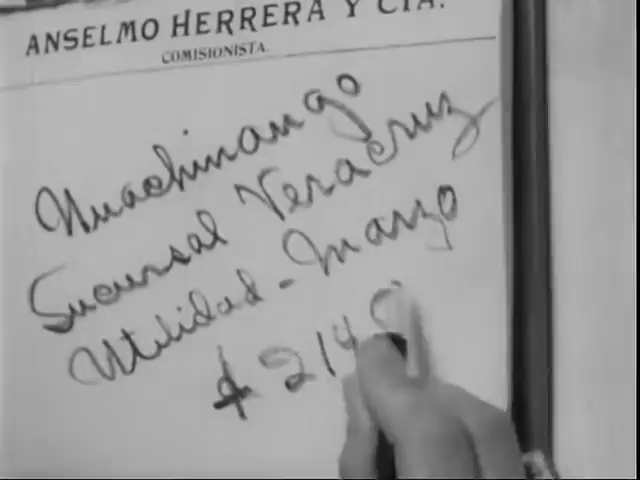 ANSELMO HERRERA Y CIA.
COMISIONISTA.
Huachinango
Sucursal Veracruz
Utilidad - Marzo
$ 214